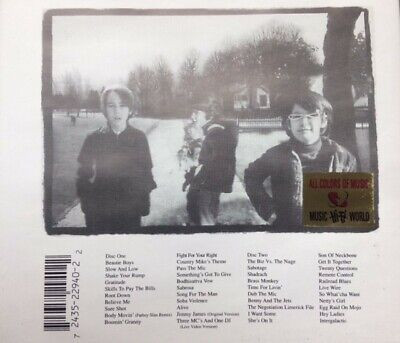 ALL COLORS OF MUSIC
MUSIC WORLD
7 24352 29402 2
Disc One
Beastie Boys
Slow And Low
Shake Your Rump
Gratitude
Skills To Pay The Bills
Root Down
Believe Me
Sure Shot
Body Movin' (Fatboy Slim Remix)
Boomin' Granny
Fight For Your Right
Country Mike's Theme
Pass The Mic
Something's Got To Give
Bodhisattva Vow
Sabrosa
Song For The Man
Soba Violence
Alive
Jimmy James (Original Version)
Three MC's And One DJ
(Live Video Version)
Disc Two
The Biz Vs. The Nuge
Sabotage
Shadrach
Brass Monkey
Time For Livin'
Dub The Mic
Benny And The Jets
The Negotiation Limerick File
I Want Some
She's On It
Son Of Neckbone
Get It Together
Twenty Questions
Remote Control
Railroad Blues
Live Wire
So What'cha Want
Netty's Girl
Egg Raid On Mojo
Hey Ladies
Intergalactic